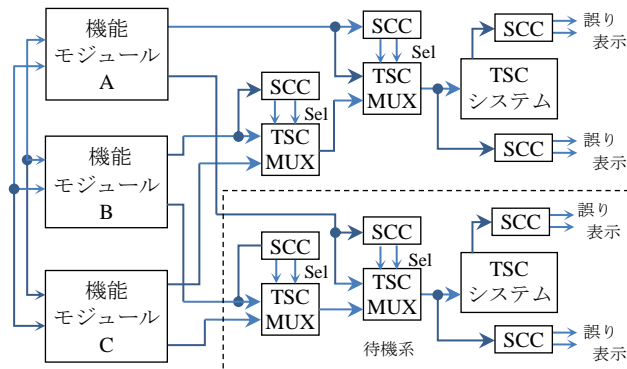 機能
モジュール
A
機能
モジュール
B
機能
モジュール
C
SCC
Sel
TSC
MUX
SCC
Sel
TSC
MUX
SCC
誤り
表示
TSC
システム
SCC
誤り
表示
SCC
Sel
TSC
MUX
SCC
Sel
TSC
MUX
待機系
SCC
誤り
表示
TSC
システム
SCC
誤り
表示